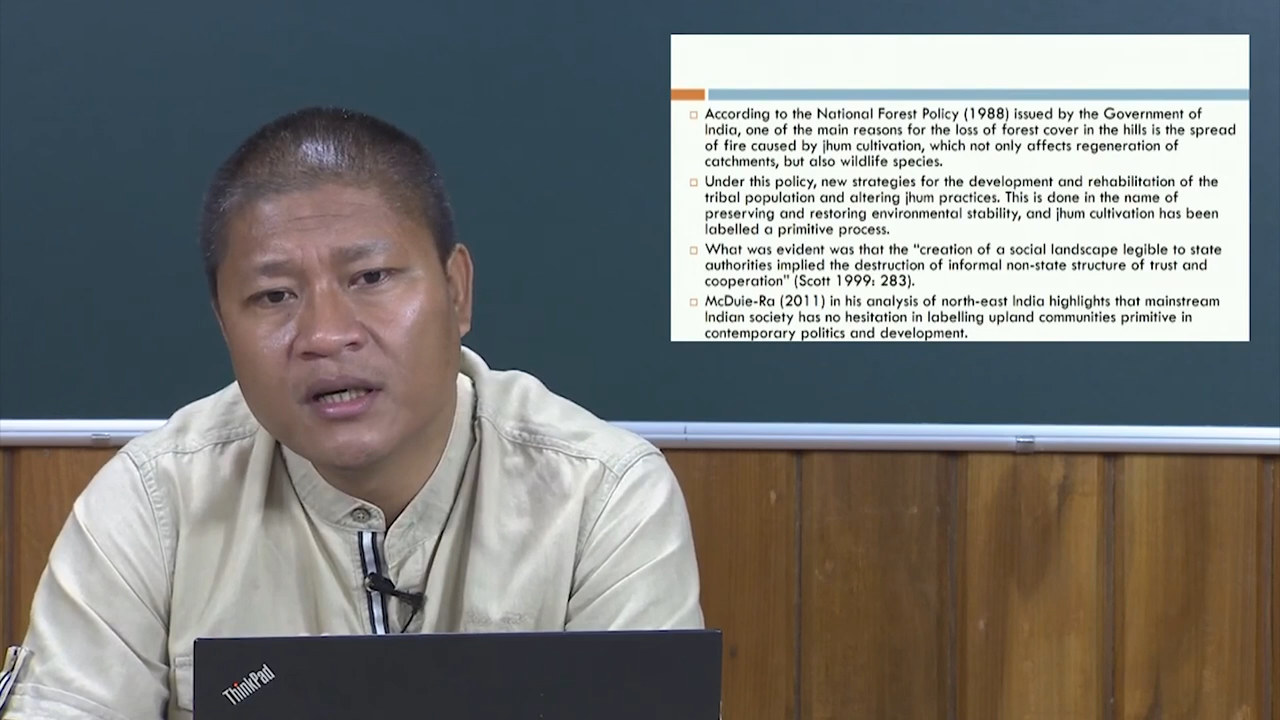 According to the National Forest Policy (1988) issued by the Government of
India, one of the main reasons for the loss of forest cover in the hills is the spread
of fire caused by jhum cultivation, which not only affects regeneration of
catchments, but also wildlife species.
Under this policy, new strategies for the development and rehabilitation of the
tribal population and altering jhum practices. This is done in the name of
preserving and restoring environmental stability, and jhum cultivation has been
labelled a primitive process.
What was evident was that the “creation of a social landscape legible to state
authorities implied the destruction of informal non-state structure of trust and
cooperation” (Scott 1999: 283).
McDuie-Ra (2011) in his analysis of north-east India highlights that mainstream
Indian society has no hesitation in labelling upland communities primitive in
contemporary politics and development.
ThinkPad